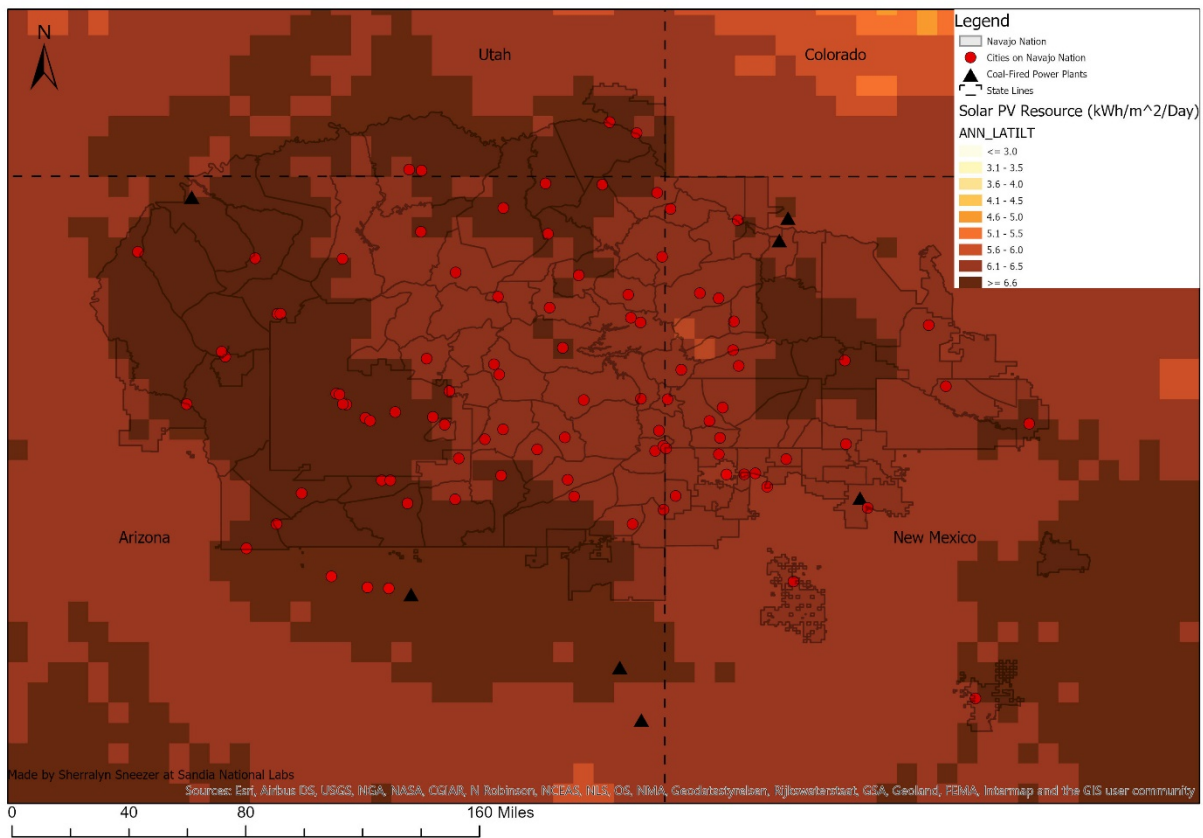 N
Utah
Colorado
Legend
Navajo Nation
Cities on Navajo Nation
Coal-Fired Power Plants
State Lines
Solar PV Resource (kWh/m^2/Day)
ANN_LATILT
<= 3.0
3.1 - 3.5
3.6 - 4.0
4.1 - 4.5
4.6 - 5.0
5.1 - 5.5
5.6 - 6.0
6.1 - 6.5
>= 6.6
Arizona
New Mexico
Made by Sherralyn Sneezer at Sandia National Labs
Sources: Esri, Airbus DS, USGS, NGA, NASA, CGIAR, N Robinson, NCEAS, NLS, OS, NMA, Geodatastyrelsen, Rijkswaterstaat, GSA, Geoland, FEMA, Intermap and the GIS user community
0 40 80 160 Miles